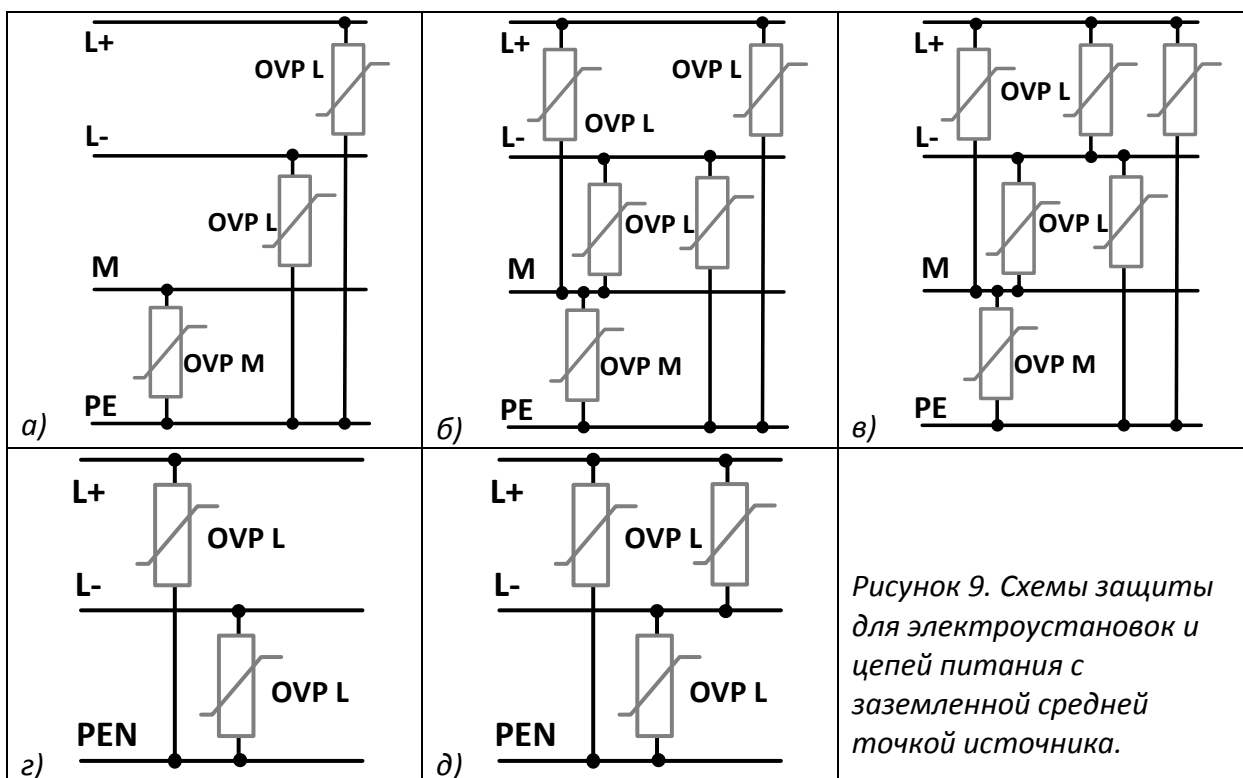 L+
OVP L
L-
OVP L
M
OVP M
PE
а)
L+
OVP L
OVP L
L-
OVP L
M
OVP M
PE
б)
L+
OVP L
L-
OVP L
M
OVP M
PE
в)
L+
OVP L
L-
OVP L
PEN
г)
L+
OVP L
L-
OVP L
PEN
д)
Рисунок 9. Схемы защиты
для электроустановок и
цепей питания с
заземленной средней
точкой источника.